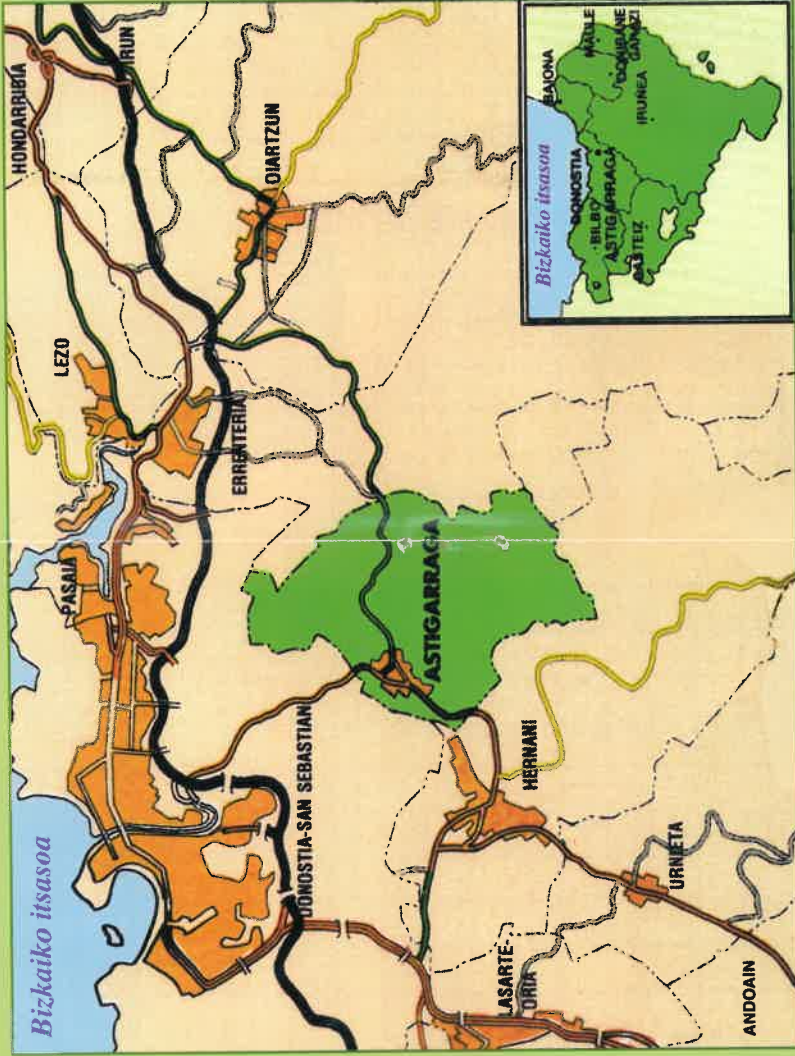 Bizkaiko itsasoa
HONDARRIBIA
IRUN
LEZO
PASAIA
OIARTZUN
ERRENTERIA
DONOSTIA-SAN SEBASTIAN
ASTIGARRAGA
HERNANI
LASARTE-
ORIA
URNIETA
ANDOAIN
Bizkaiko itsasoa
BAIONA
MAULE
DONIBANE
GARAZI
DONOSTIA
BILBO
ASTIGARRAGA
IRUÑEA
GASTEIZ